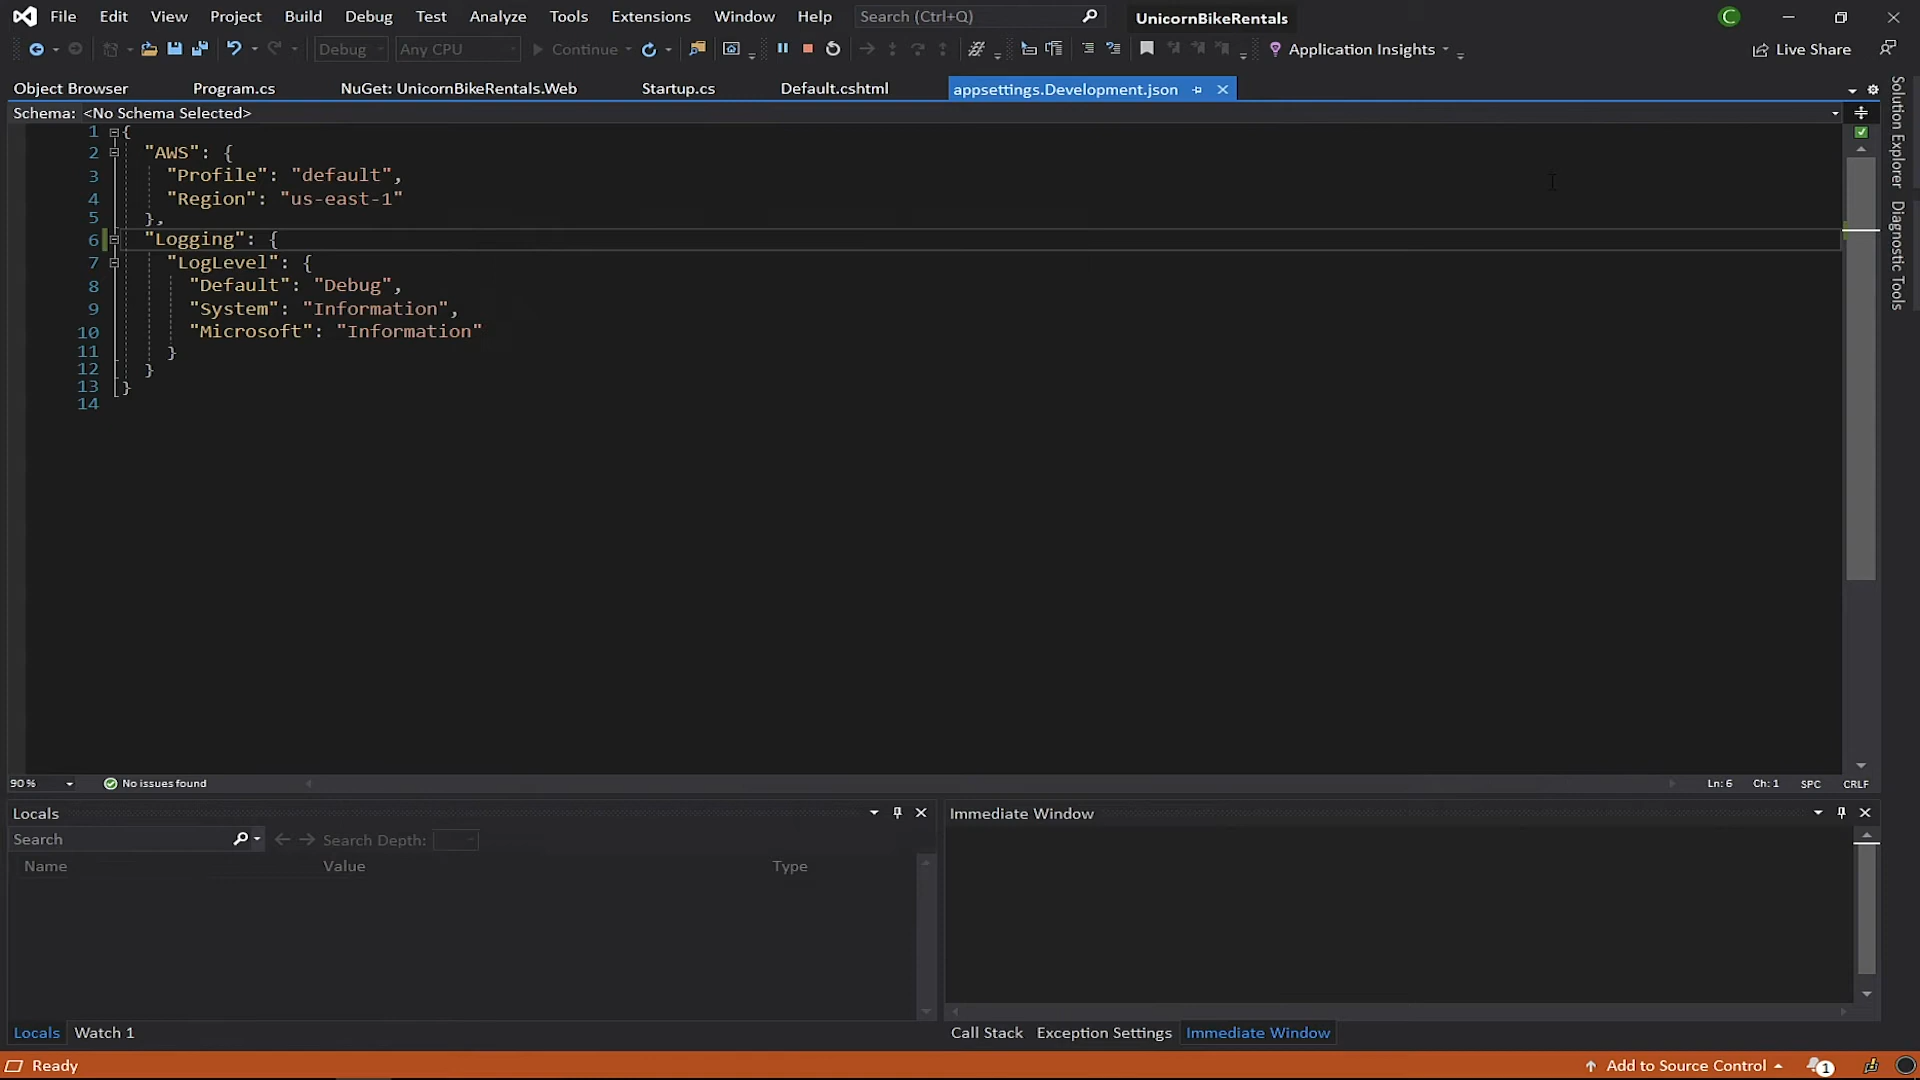 File Edit View Project Build Debug Test Analyze Tools Extensions Window Help Search (Ctrl+Q) UnicornBikeRentals C
Debug Any CPU Continue Application Insights Live Share
Object Browser Program.cs NuGet: UnicornBikeRentals.Web Startup.cs Default.cshtml appsettings.Development.json
Schema: <No Schema Selected>
1 {
2 "AWS": {
3 "Profile": "default",
4 "Region": "us-east-1"
5 },
6 "Logging": {
7 "LogLevel": {
8 "Default": "Debug",
9 "System": "Information",
10 "Microsoft": "Information"
11 }
12 }
13 }
14
Solution Explorer
Diagnostic Tools
90 % No issues found Ln: 6 Ch: 1 SPC CRLF
Locals
Search Search Depth:
Name Value Type
Locals Watch 1
Immediate Window
Call Stack Exception Settings Immediate Window
Ready Add to Source Control 1